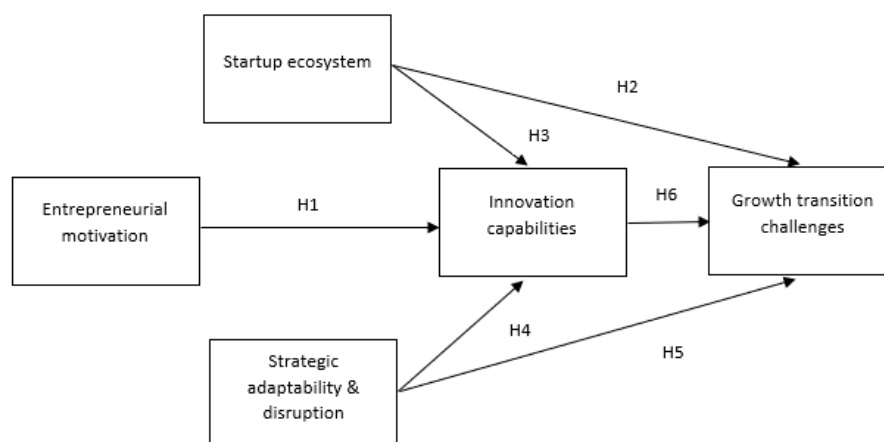 Startup ecosystem
H2
H3
Entrepreneurial
motivation
H1
Innovation
capabilities
H6
Growth transition
challenges
H4
H5
Strategic
adaptability &
disruption